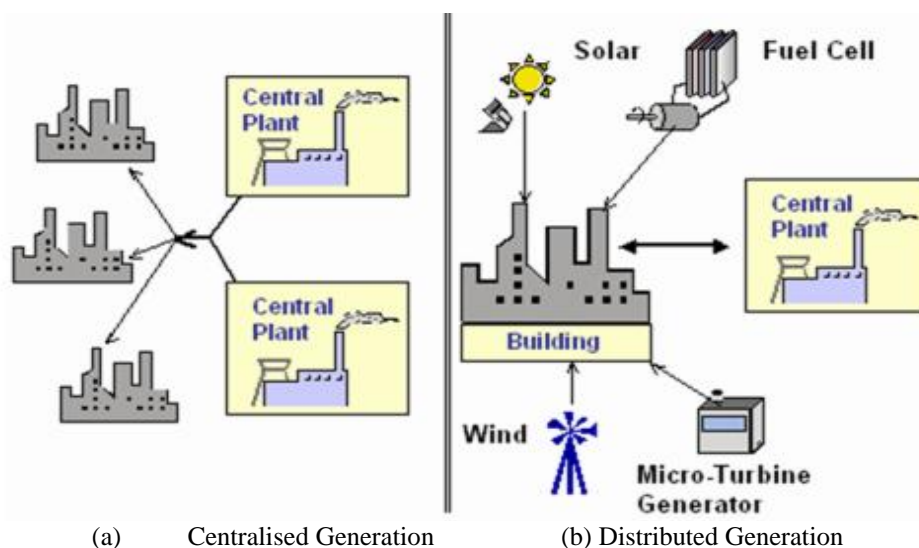 Central
Plant
Central
Plant
(a) Centralised Generation
Solar
Fuel Cell
Central
Plant
Building
Wind
Micro-Turbine
Generator
(b) Distributed Generation